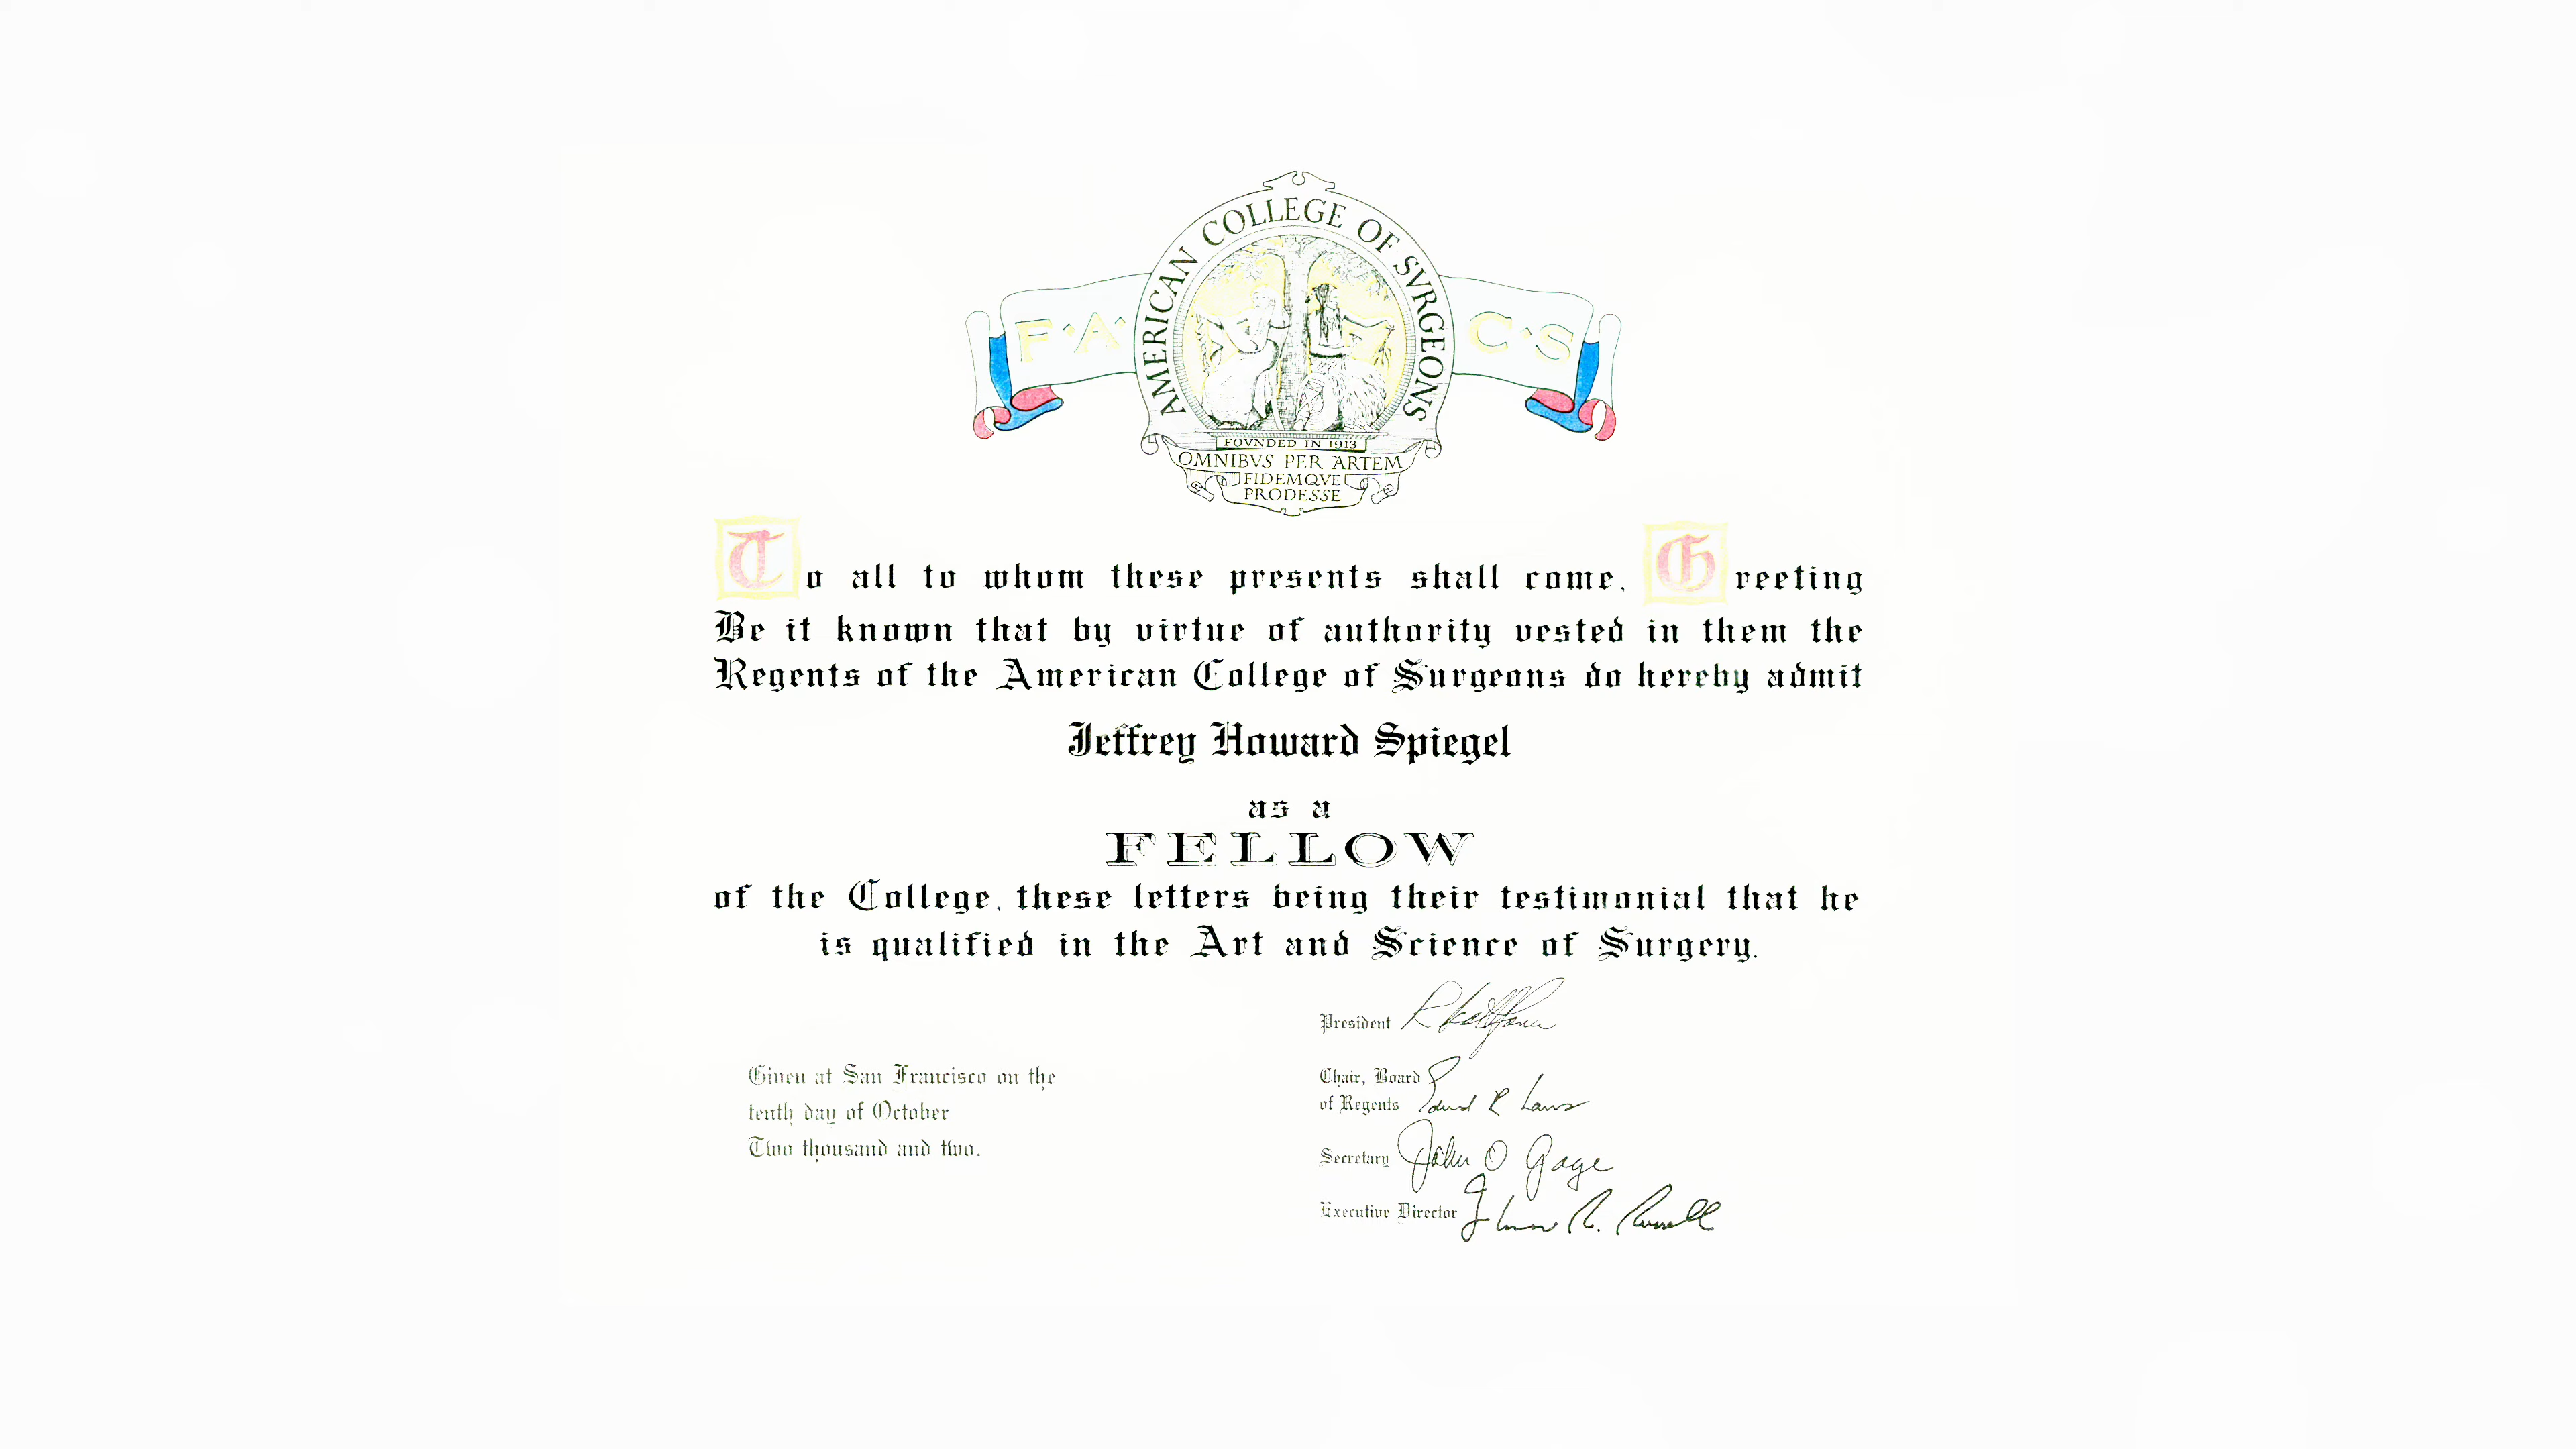 AMERICAN COLLEGE OF SVRGEONS
F·A·C·S
FOVNDED IN 1913
OMNIBVS PER ARTEM
FIDEMQVE
PRODESSE
To all to whom these presents shall come, Greeting
Be it known that by virtue of authority vested in them the
Regents of the American College of Surgeons do hereby admit
Jeffrey Howard Spiegel
as a
FELLOW
of the College, these letters being their testimonial that he
is qualified in the Art and Science of Surgery.
Given at San Francisco on the
tenth day of October
Two thousand and two.
President
Chair, Board
of Regents
Secretary John O Gage
Executive Director